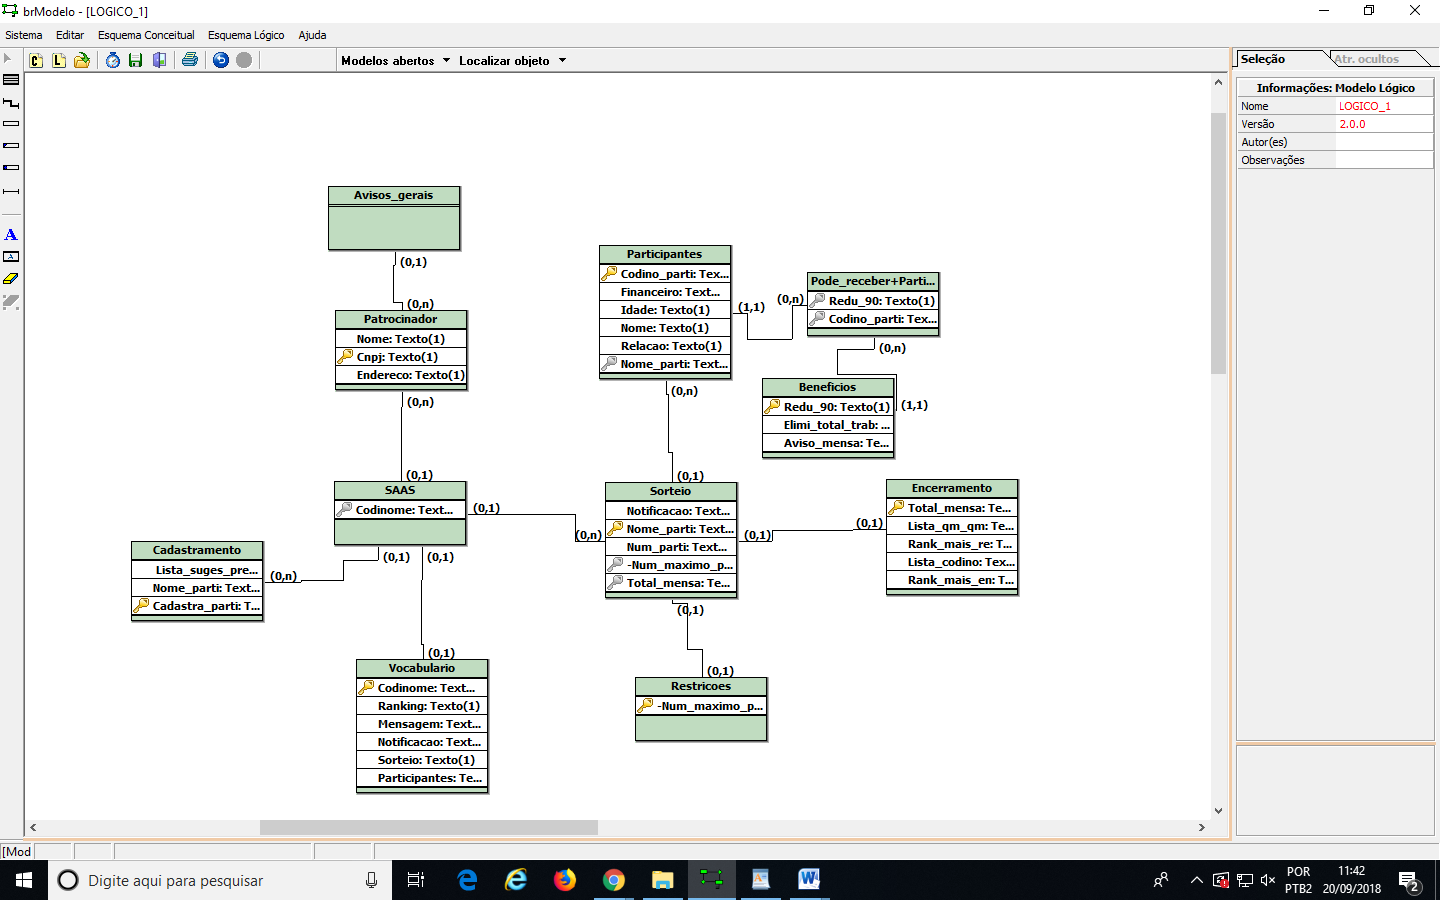 brModelo - [LOGICO_1]
Sistema Editar Esquema Conceitual Esquema Lógico Ajuda
Modelos abertos Localizar objeto
Seleção Atr. ocultos
Informações: Modelo Lógico
Nome LOGICO_1
Versão 2.0.0
Autor(es)
Observações
Avisos_gerais
(0,1)
(0,n)
Patrocinador
Nome: Texto(1)
Cnpj: Texto(1)
Endereco: Texto(1)
(0,n)
(0,1)
SAAS
Codinome: Text...
(0,1)
(0,n)
(0,1)
(0,1)
Cadastramento
Lista_suges_pre...
Nome_parti: Text...
Cadastra_parti: T...
(0,n)
(0,1)
Vocabulario
Codinome: Text...
Ranking: Texto(1)
Mensagem: Text...
Notificacao: Text...
Sorteio: Texto(1)
Participantes: Te...
Participantes
Codino_parti: Tex...
Financeiro: Text...
Idade: Texto(1)
Nome: Texto(1)
Relacao: Texto(1)
Nome_parti: Text...
(1,1)
(0,n)
Pode_receber+Parti...
Redu_90: Texto(1)
Codino_parti: Tex...
(0,n)
(1,1)
Beneficios
Redu_90: Texto(1)
Elimi_total_trab: ...
Aviso_mensa: Te...
(0,n)
(0,1)
Sorteio
Notificacao: Text...
Nome_parti: Text...
Num_parti: Text...
-Num_maximo_p...
Total_mensa: Te...
(0,1)
(0,1)
Encerramento
Total_mensa: Te...
Lista_qm_qm: Te...
Rank_mais_re: T...
Lista_codino: Tex...
Rank_mais_en: T...
(0,1)
(0,1)
Restricoes
-Num_maximo_p...
[Mod
Digite aqui para pesquisar
POR
PTB2
11:42
20/09/2018
2